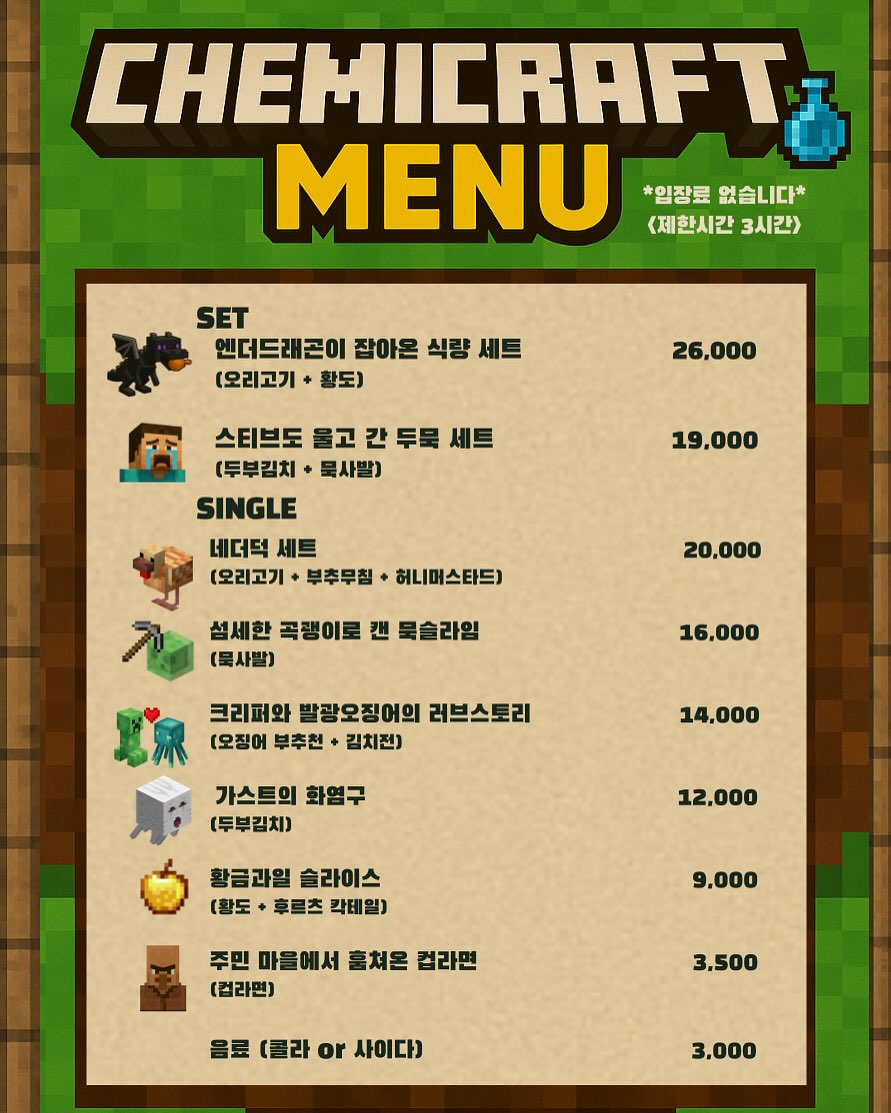 CHEMICRAFT
MENU
*입장료 없습니다*
<제한시간 3시간>
SET
엔더드래곤이 잡아온 식량 세트 26,000
(오리고기 + 황도)
스티브도 울고 간 두묵 세트 19,000
(두부김치 + 묵사발)
SINGLE
네더덕 세트 20,000
(오리고기 + 부추무침 + 허니머스타드)
섬세한 곡괭이로 캔 묵슬라임 16,000
(묵사발)
크리퍼와 발광오징어의 러브스토리 14,000
(오징어 부추전 + 김치전)
가스트의 화염구 12,000
(두부김치)
황금과일 슬라이스 9,000
(황도 + 후르츠 칵테일)
주민 마을에서 훔쳐온 컵라면 3,500
(컵라면)
음료 (콜라 or 사이다) 3,000